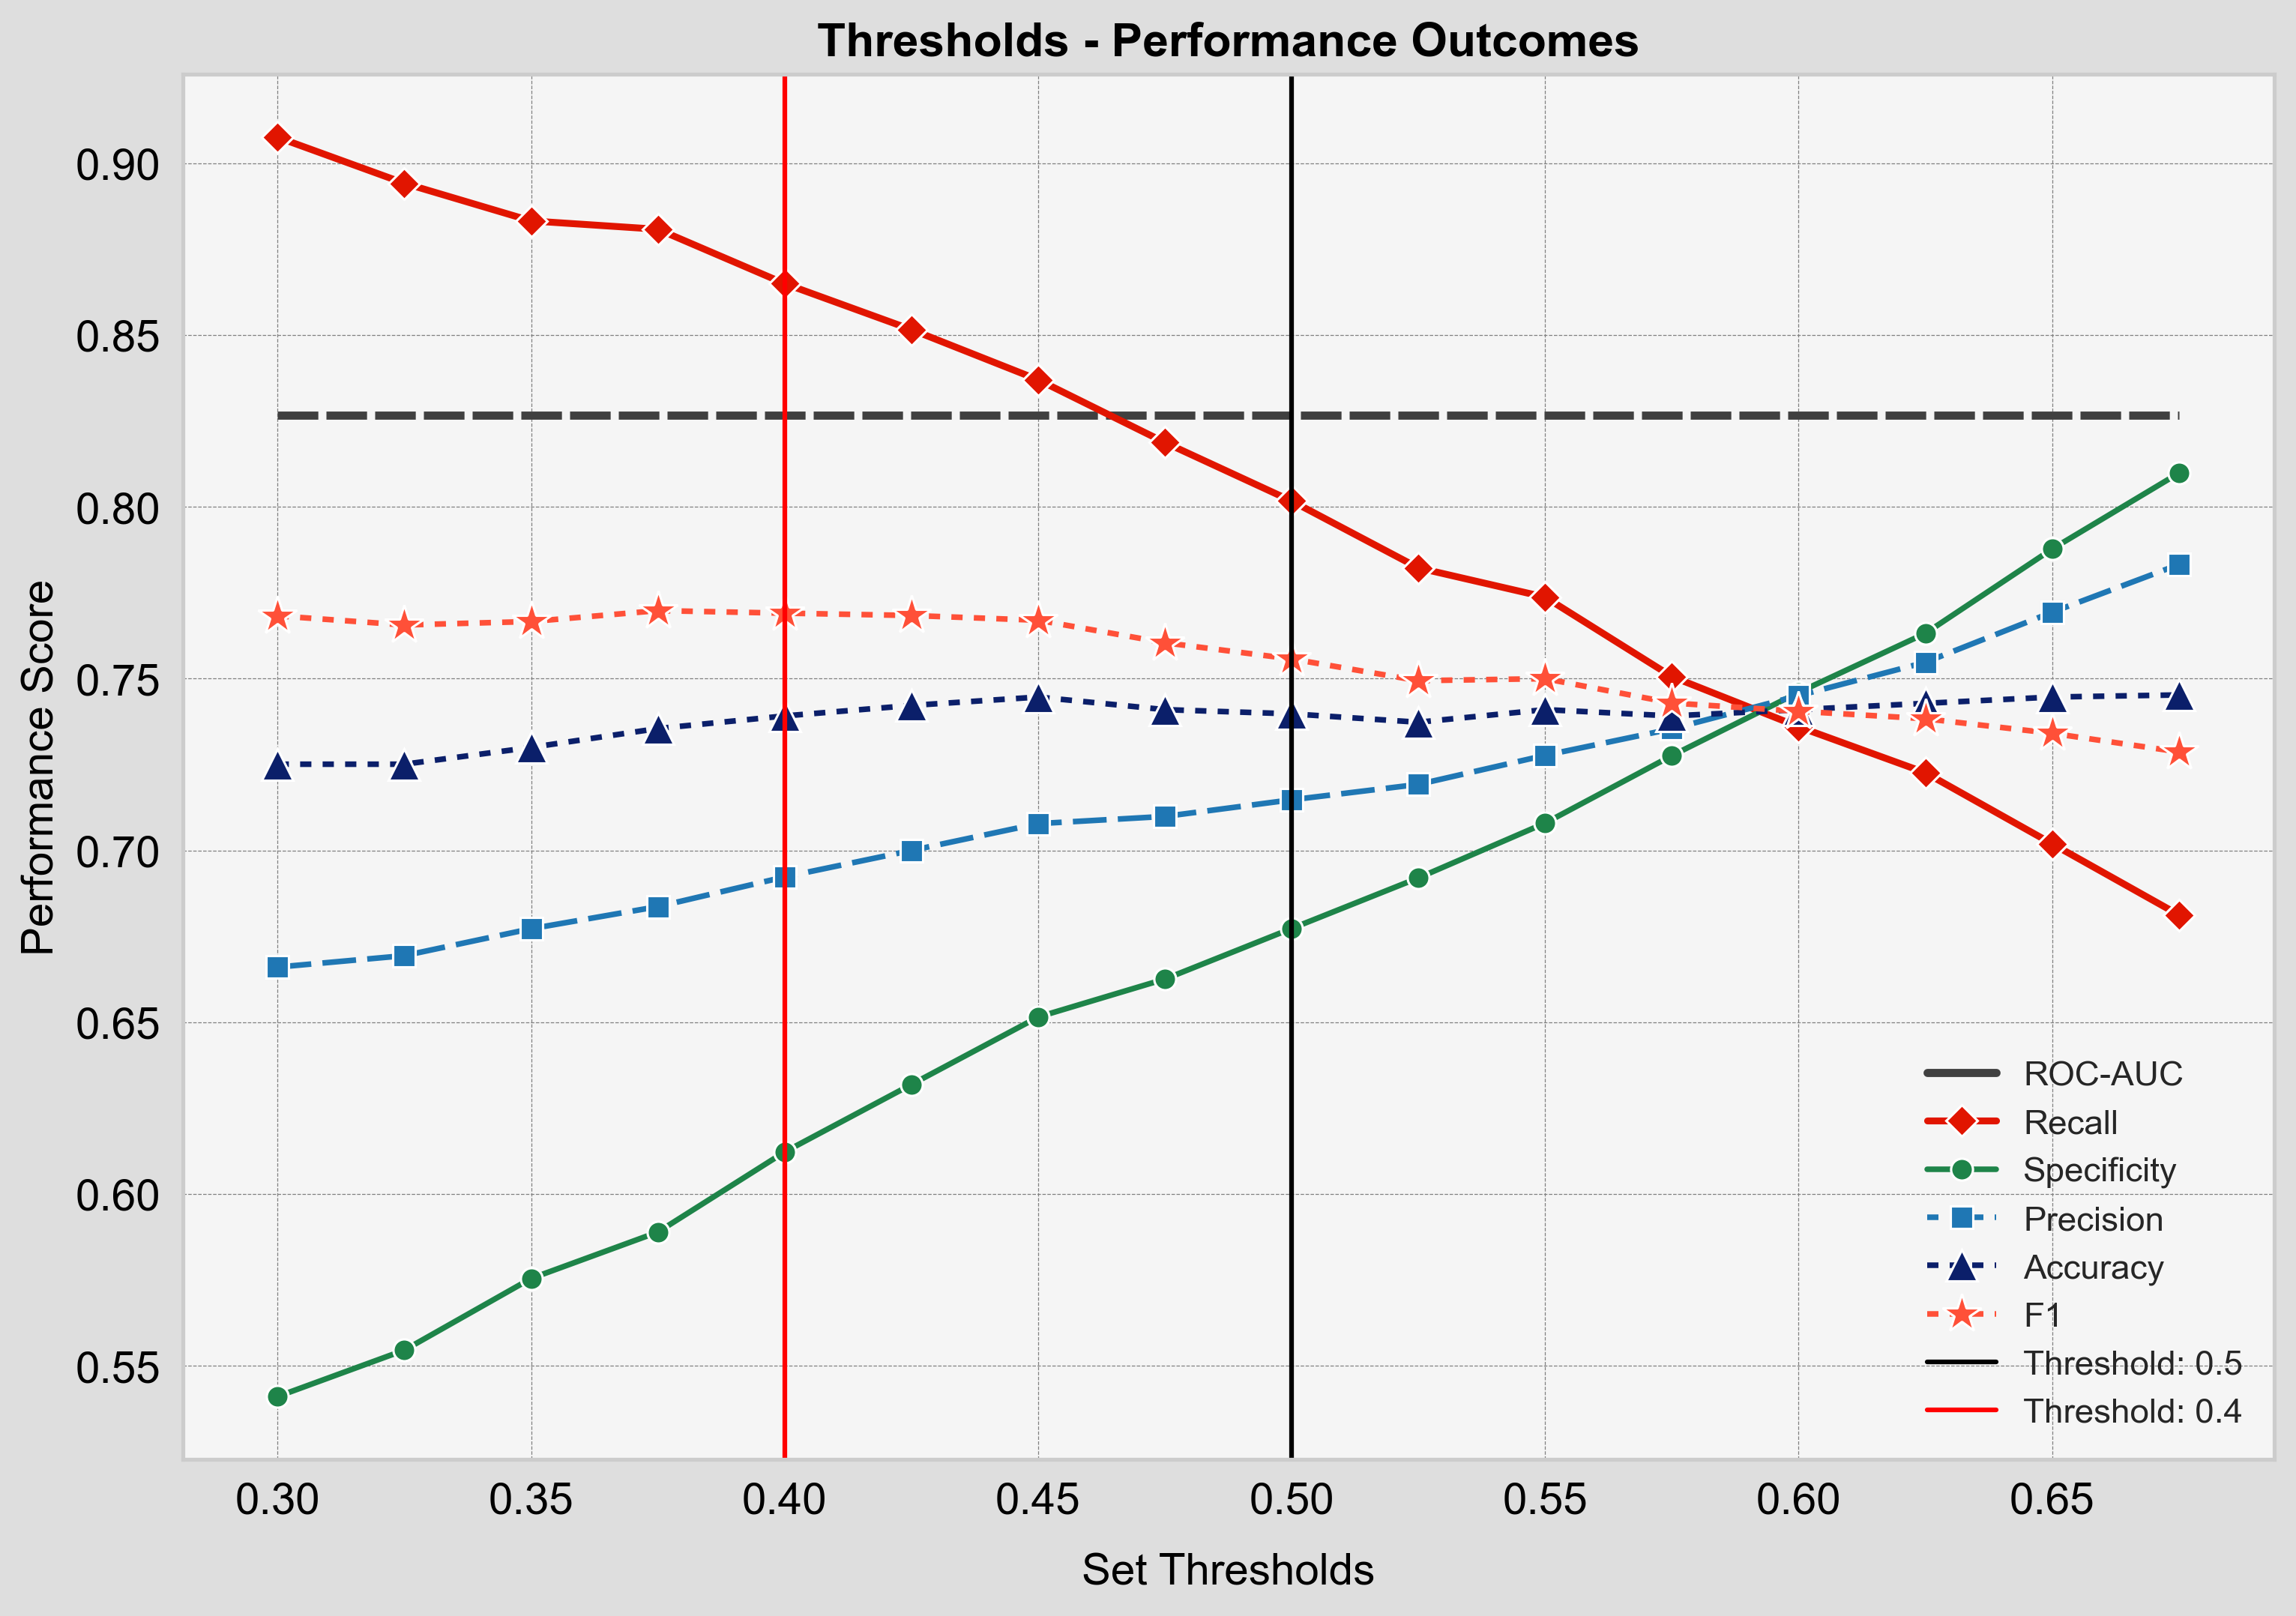 Thresholds - Performance Outcomes
Performance Score
0.90
0.85
0.80
0.75
0.70
0.65
0.60
0.55
ROC-AUC
Recall
Specificity
Precision
Accuracy
F1
Threshold: 0.5
Threshold: 0.4
0.30 0.35 0.40 0.45 0.50 0.55 0.60 0.65
Set Thresholds